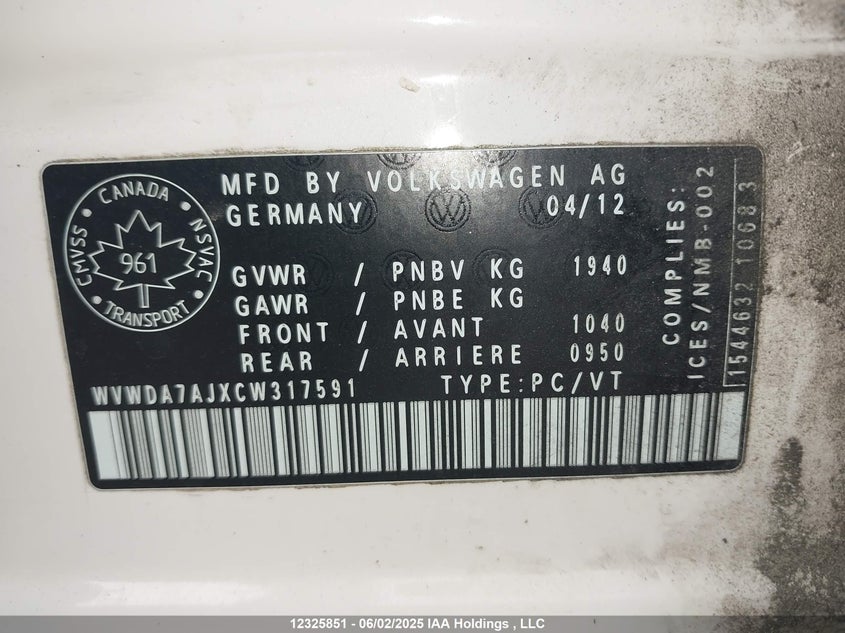 CANADA
CMVSS 961 NSVAC
TRANSPORT
MFD BY VOLKSWAGEN AG
GERMANY 04/12
GVWR / PNBV KG 1940
GAWR / PNBE KG
FRONT / AVANT 1040
REAR / ARRIERE 0950
WVWDA7AJXCW317591 TYPE:PC/VT
COMPLIES:
ICES/NMB-002
1544632 10683
12325851 - 06/02/2025 IAA Holdings , LLC